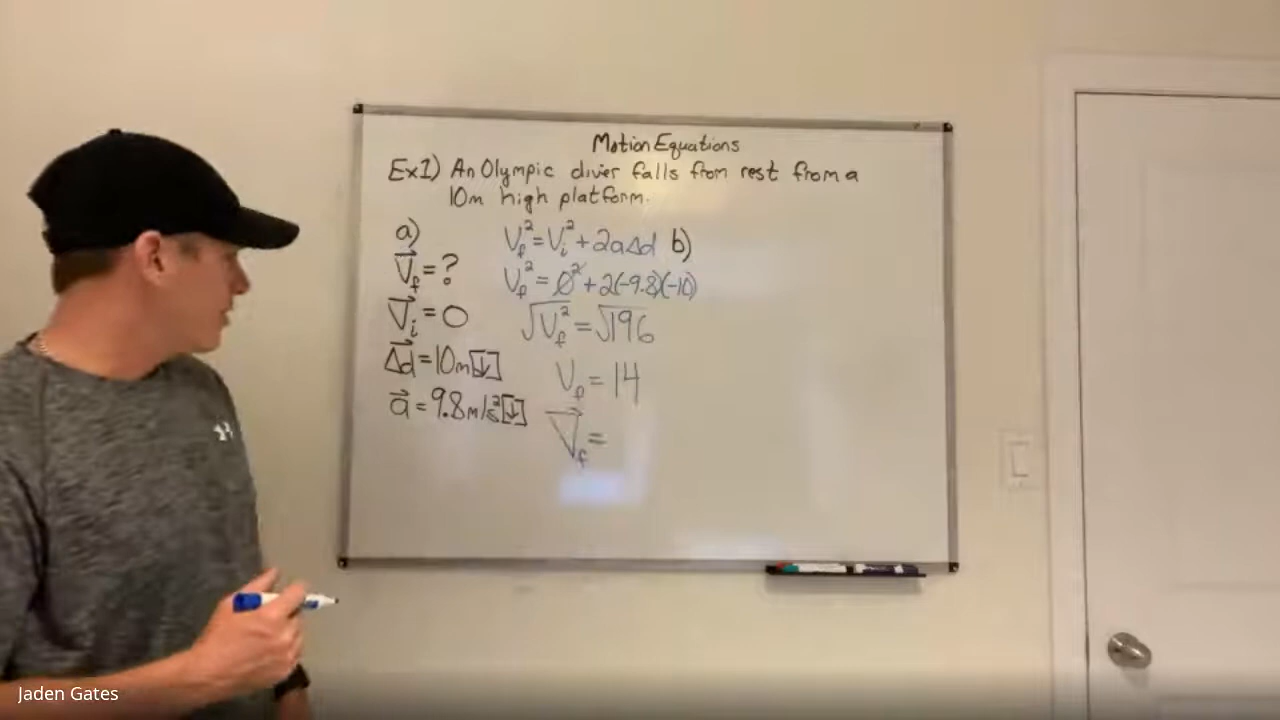 Motion Equations
Ex1) An Olympic diver falls from rest from a
10m high platform.
a)
V⃗f = ?
V⃗i = 0
Δd⃗ = 10m[↓]
a⃗ = 9.8m/s²[↓]
Vf² = Vi² + 2aΔd
Vf² = 0² + 2(-9.8)(-10)
√Vf² = √196
Vf = 14
V⃗f =
b)
Jaden Gates